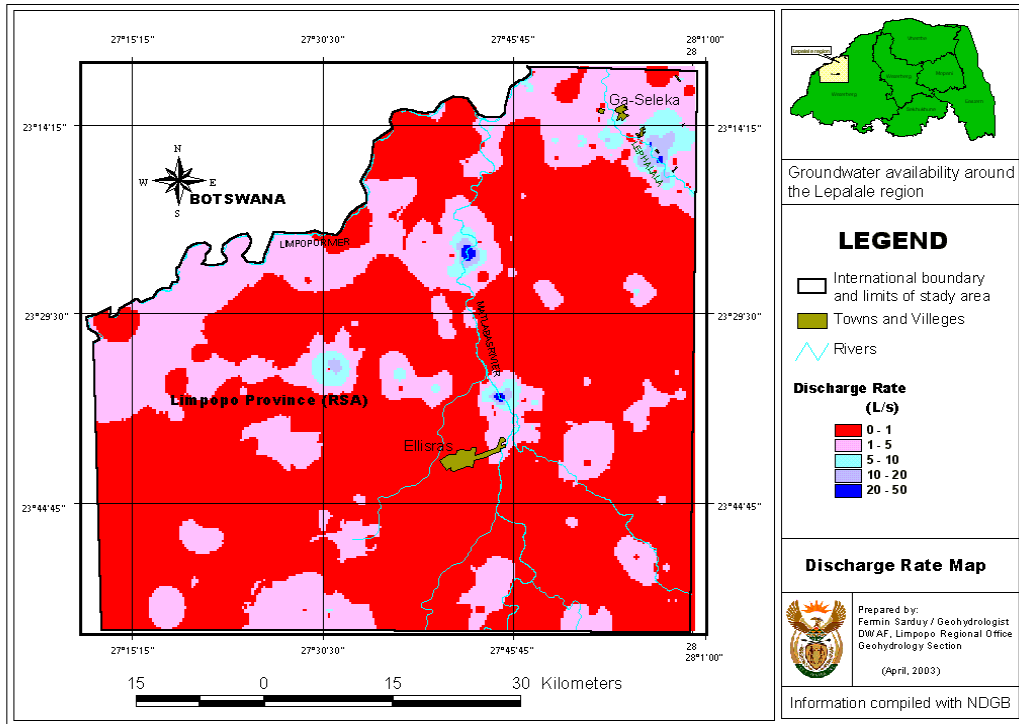 27°15'15"
27°30'30"
27°45'45"
28°1'00"
28
23°14'15"
23°14'15"
Ga-Seleka
N
W E
S
BOTSWANA
23°29'30"
23°29'30"
MATLABASRIVIER
Limpopo Province (RSA)
Ellisras
23°44'45"
23°44'45"
27°15'15"
27°30'30"
27°45'45"
28
28°1'00"
15 0 15 30 Kilometers
Groundwater availability around
the Lepalale region
LEGEND
International boundary
and limits of stady area
Towns and Villeges
Rivers
Discharge Rate
(L/s)
0 - 1
1 - 5
5 - 10
10 - 20
20 - 50
Discharge Rate Map
Prepared by:
Fermin Sarduy / Geohydrologist
DWAF, Limpopo Regional Office
Geohydrology Section
(April, 2003)
Information compiled with NDGB